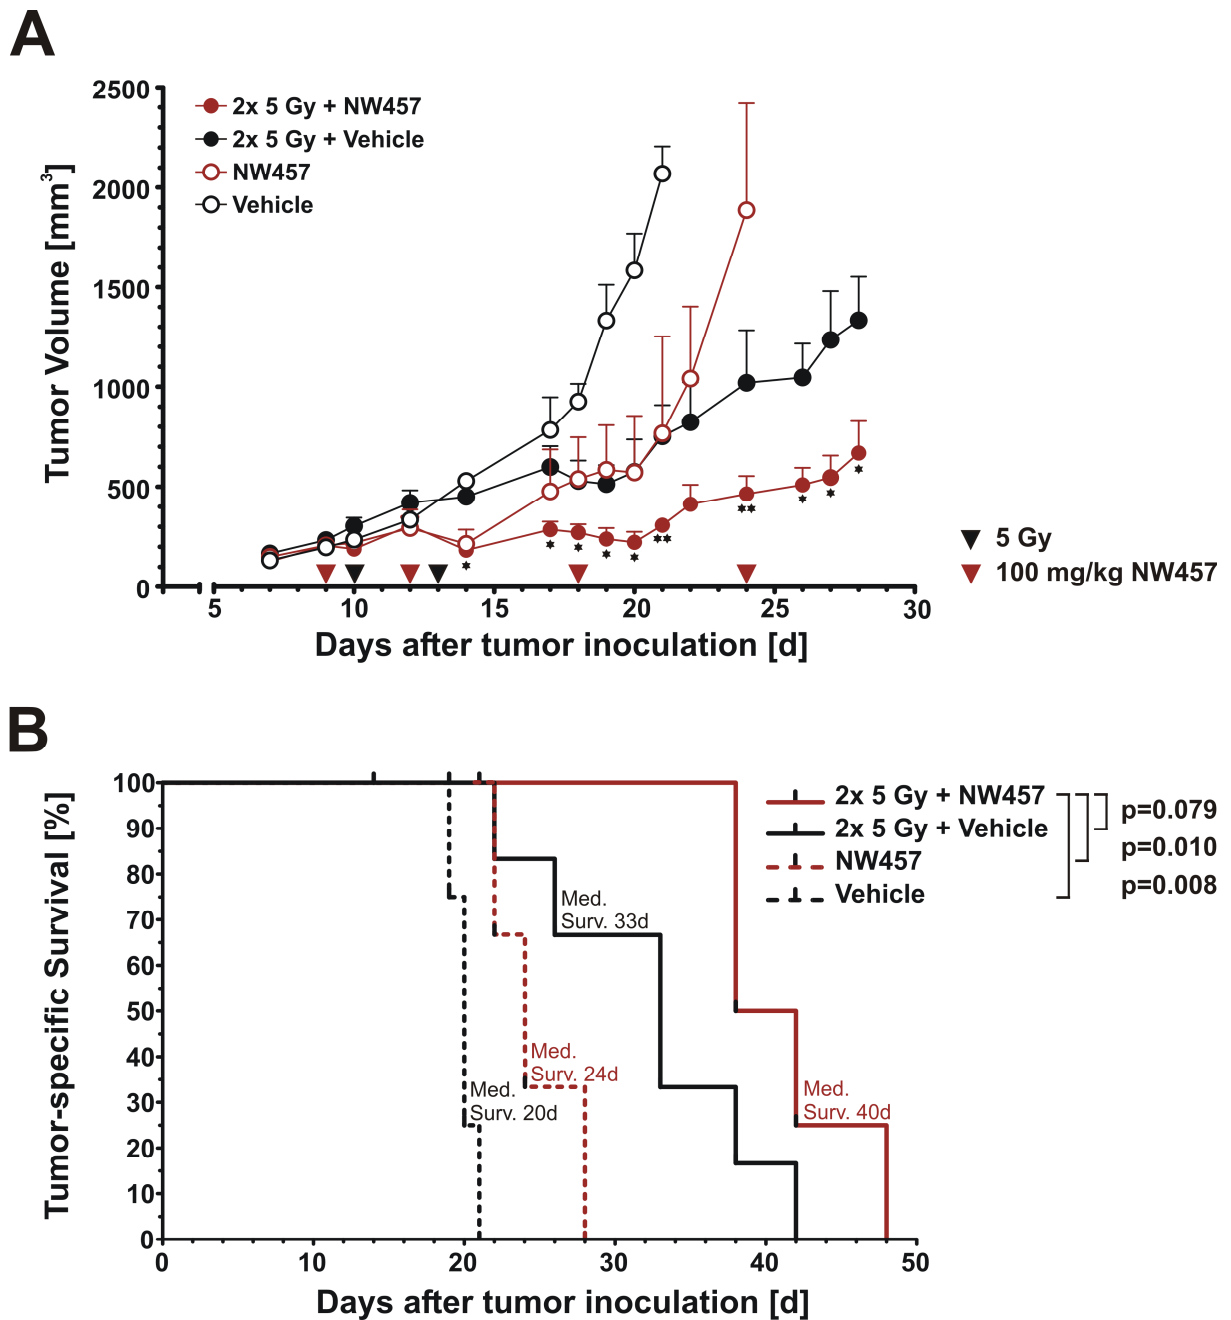 A
2500
2000
1500
1000
500
0
Tumor Volume [mm³]
2x 5 Gy + NW457
2x 5 Gy + Vehicle
NW457
Vehicle
** **
* * * * * * * *
5 10 15 20 25 30
Days after tumor inoculation [d]
5 Gy
100 mg/kg NW457
B
100
90
80
70
60
50
40
30
20
10
0
Tumor-specific Survival [%]
2x 5 Gy + NW457
2x 5 Gy + Vehicle
NW457
Vehicle
p=0.079
p=0.010
p=0.008
Med.
Surv. 33d
Med.
Surv. 24d
Med.
Surv. 20d
Med.
Surv. 40d
0 10 20 30 40 50
Days after tumor inoculation [d]